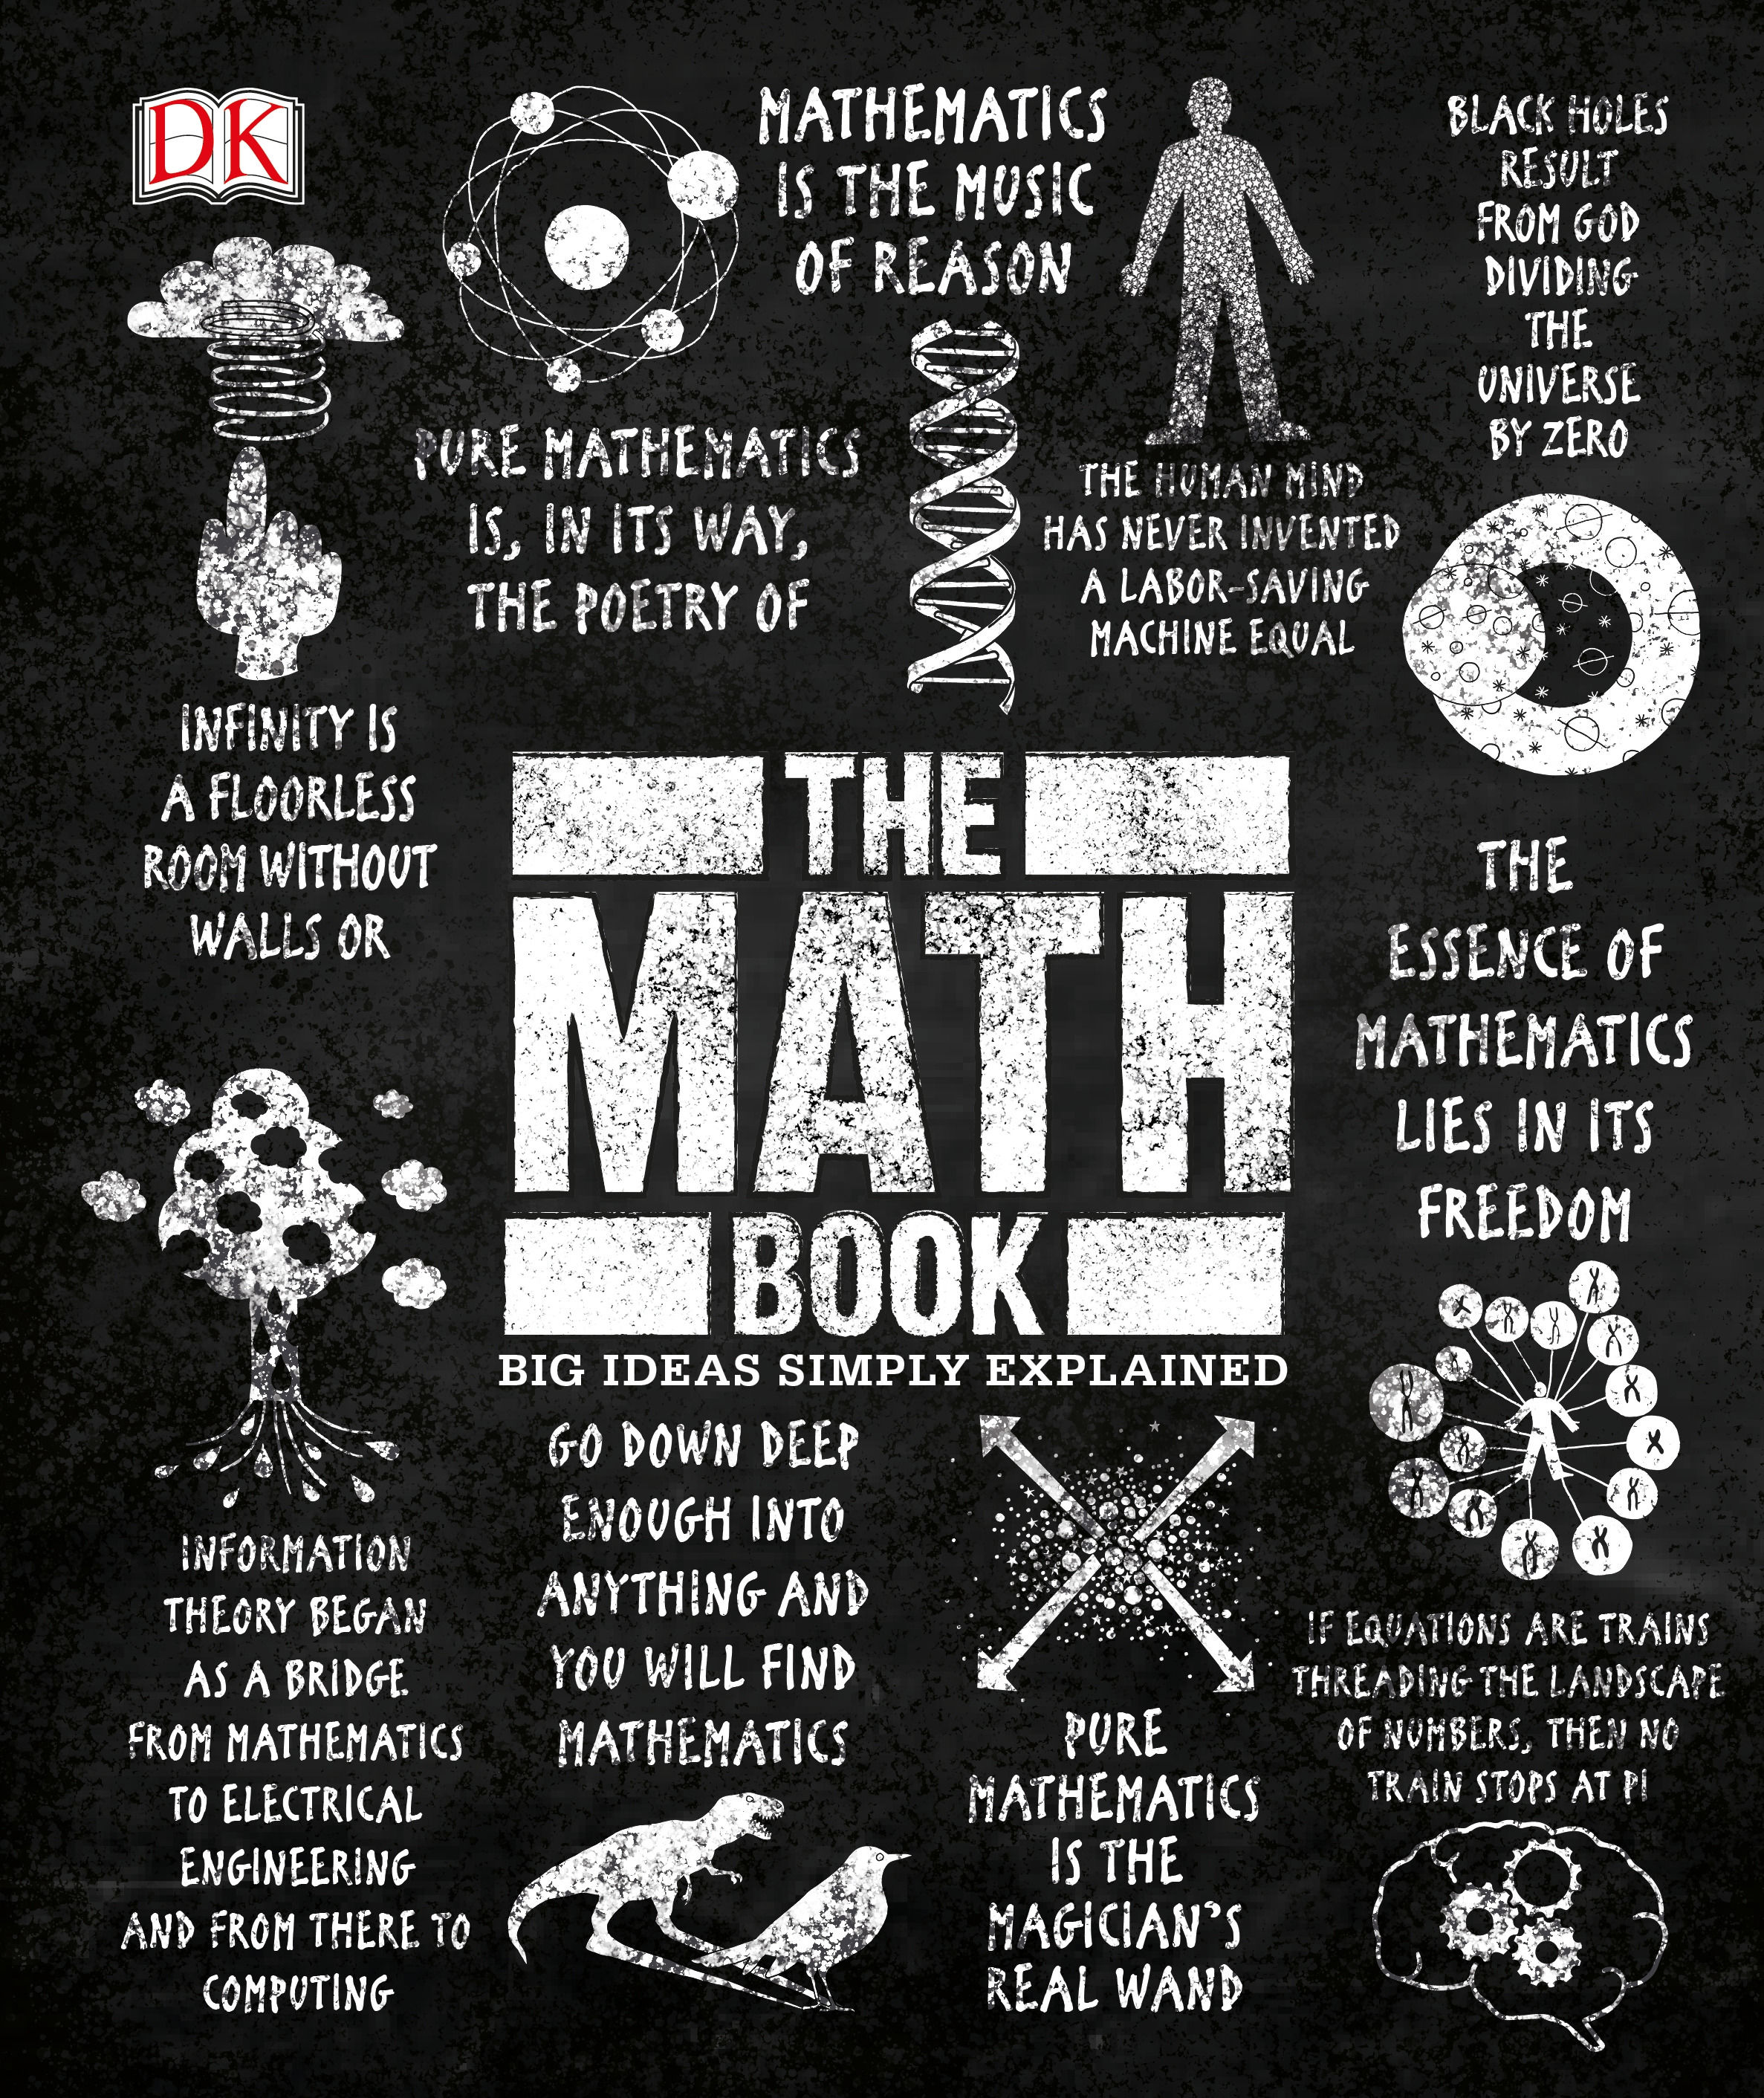 DK
MATHEMATICS
IS THE MUSIC
OF REASON
BLACK HOLES
RESULT
FROM GOD
DIVIDING
THE
UNIVERSE
BY ZERO
PURE MATHEMATICS
IS, IN ITS WAY,
THE POETRY OF
THE HUMAN MIND
HAS NEVER INVENTED
A LABOR-SAVING
MACHINE EQUAL
INFINITY IS
A FLOORLESS
ROOM WITHOUT
WALLS OR
THE
MATH
BOOK
BIG IDEAS SIMPLY EXPLAINED
THE
ESSENCE OF
MATHEMATICS
LIES IN ITS
FREEDOM
INFORMATION
THEORY BEGAN
AS A BRIDGE
FROM MATHEMATICS
TO ELECTRICAL
ENGINEERING
AND FROM THERE TO
COMPUTING
GO DOWN DEEP
ENOUGH INTO
ANYTHING AND
YOU WILL FIND
MATHEMATICS
PURE
MATHEMATICS
IS THE
MAGICIAN'S
REAL WAND
IF EQUATIONS ARE TRAINS
THREADING THE LANDSCAPE
OF NUMBERS, THEN NO
TRAIN STOPS AT PI